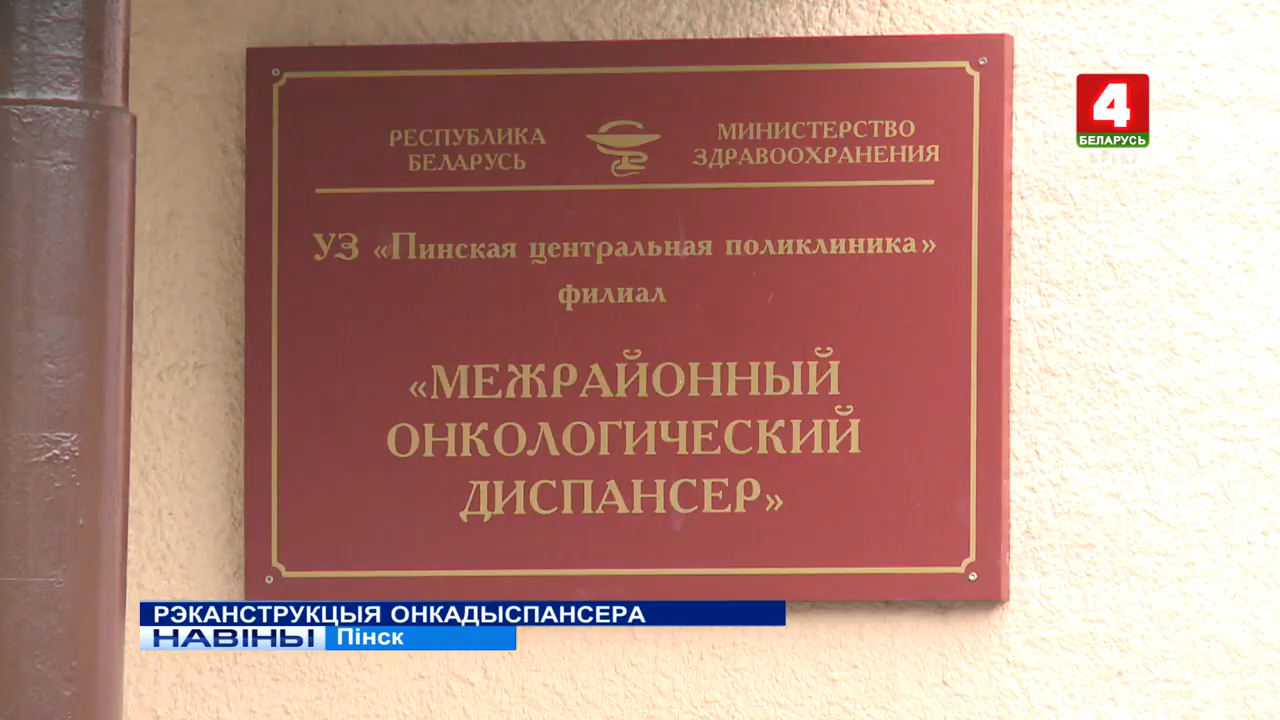 РЕСПУБЛИКА
БЕЛАРУСЬ
МИНИСТЕРСТВО
ЗДРАВООХРАНЕНИЯ
УЗ «Пинская центральная поликлиника»
филиал
«МЕЖРАЙОННЫЙ
ОНКОЛОГИЧЕСКИЙ
ДИСПАНСЕР»
4
БЕЛАРУСЬ
РЭКАНСТРУКЦЫЯ ОНКАДЫСПАНСЕРА
НАВІНЫ
Пінск